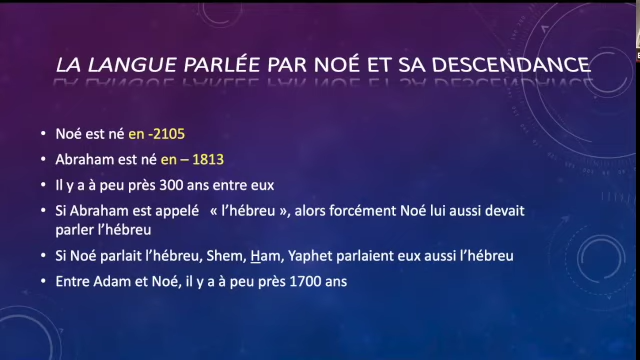 LA LANGUE PARLÉE PAR NOÉ ET SA DESCENDANCE
• Noé est né en -2105
• Abraham est né en – 1813
• Il y a à peu près 300 ans entre eux
• Si Abraham est appelé « l'hébreu », alors forcément Noé lui aussi devait
parler l'hébreu
• Si Noé parlait l'hébreu, Shem, Ham, Yaphet parlaient eux aussi l'hébreu
• Entre Adam et Noé, il y a à peu près 1700 ans